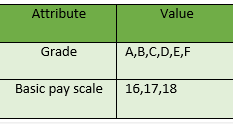 Attribute Value
Grade A,B,C,D,E,F
Basic pay scale 16,17,18